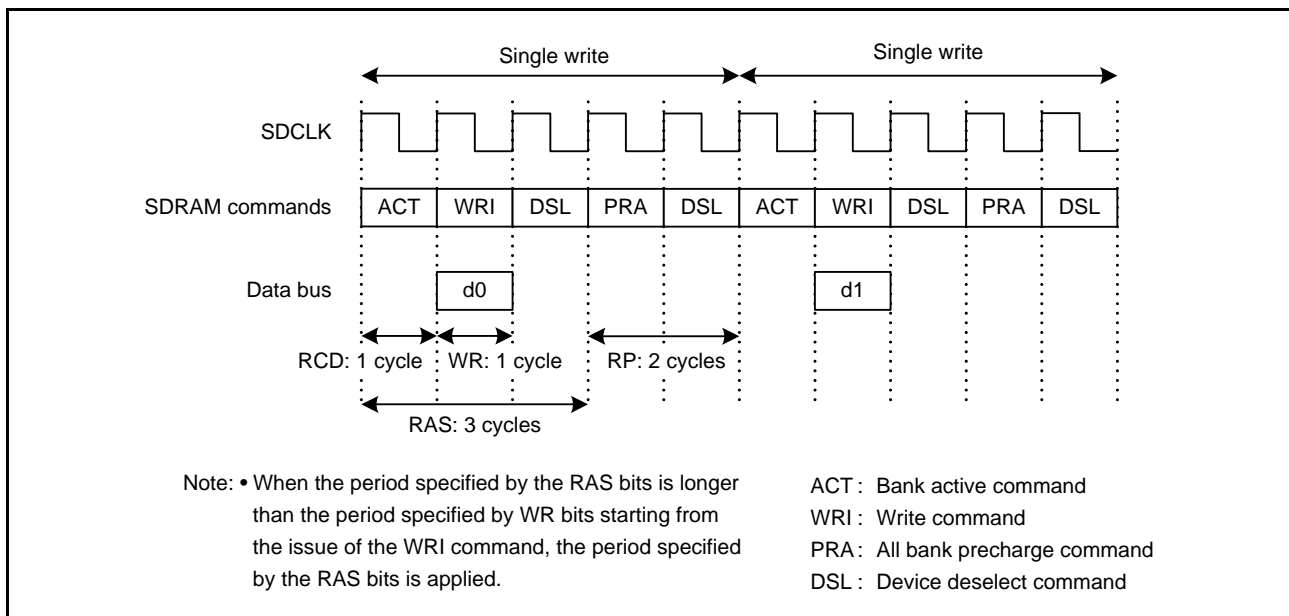 Single write Single write
SDCLK
SDRAM commands ACT WRI DSL PRA DSL ACT WRI DSL PRA DSL
Data bus d0 d1
RCD: 1 cycle WR: 1 cycle RP: 2 cycles
RAS: 3 cycles
Note: • When the period specified by the RAS bits is longer
than the period specified by WR bits starting from
the issue of the WRI command, the period specified
by the RAS bits is applied.
ACT : Bank active command
WRI : Write command
PRA : All bank precharge command
DSL : Device deselect command